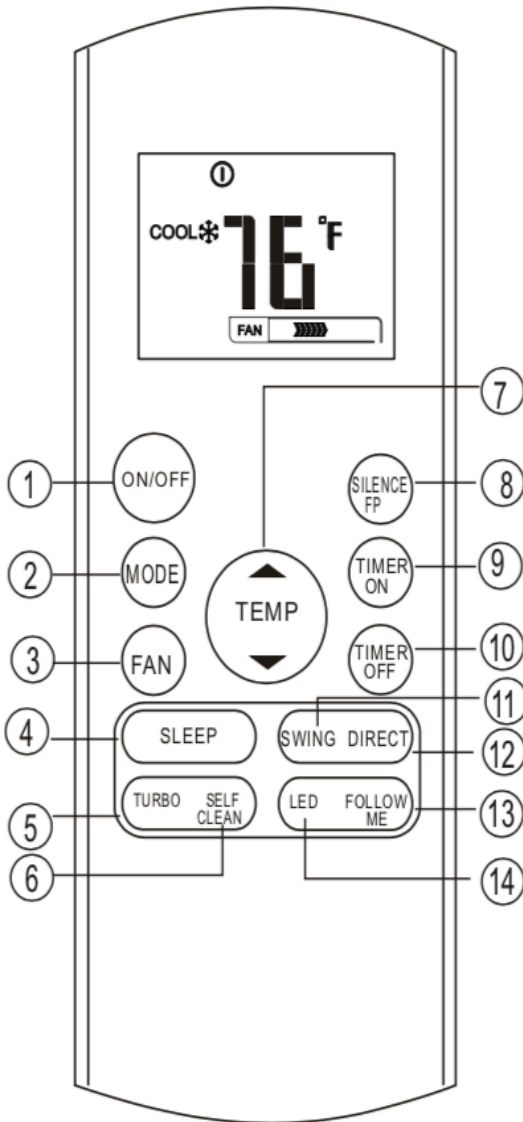 COOL 76 °F
FAN
7
1
ON/OFF
SILENCE
FP
8
2
MODE
TEMP
TIMER
ON
9
3
FAN
TIMER
OFF
10
11
4
SLEEP
SWING DIRECT
12
TURBO SELF
CLEAN
LED FOLLOW
ME
13
5
6
14